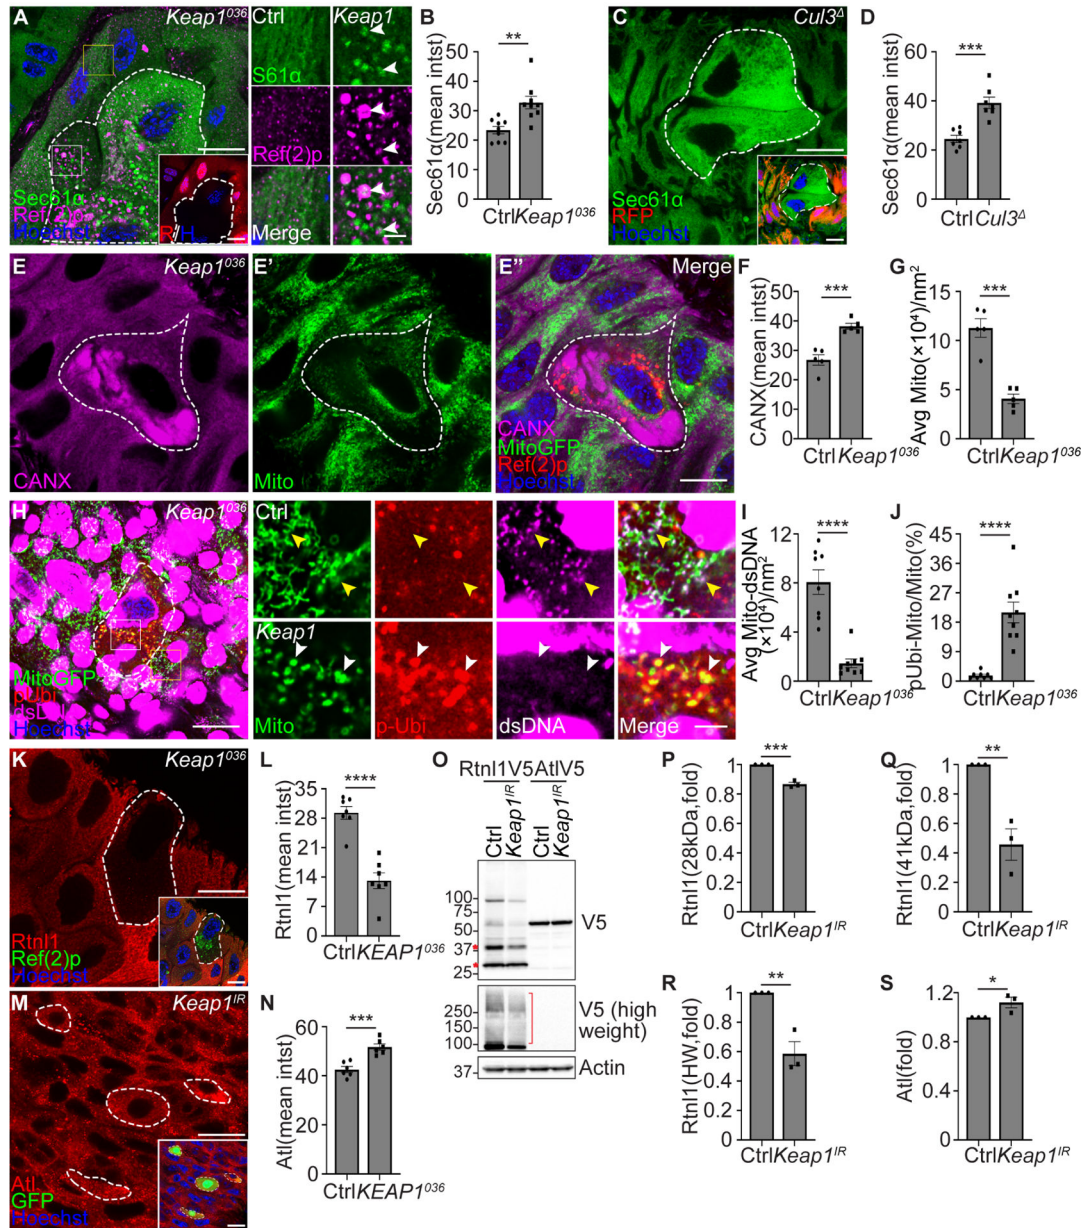 A
Keap1036
Sec61α
Ref(2)p
Hoechst
Ctrl
S61α
Ref(2)p
Merge
Keap1
B
**
Sec61α(mean intst)
50
40
30
20
10
0
Ctrl Keap1036
C
Cul3Δ
Sec61α
RFP
Hoechst
D
***
Sec61α(mean intst)
60
40
20
0
Ctrl Cul3Δ
E
Keap1036
CANX
E'
Mito
E''
Merge
CANX
MitoGFP
Ref(2)p
Hoechst
F
***
CANX(mean intst)
50
40
30
20
10
0
Ctrl Keap1036
G
***
Avg Mito(×10⁴)/nm²
15
10
5
0
Ctrl Keap1036
H
Keap1036
MitoGFP
pUbi
Hoechst
Ctrl
Keap1
Mito
p-Ubi
dsDNA
Merge
I
****
Avg Mito-dsDNA
(×10⁴)/nm²
12
8
4
0
Ctrl Keap1036
J
****
pUbi-Mito/Mito(%)
45
36
27
18
9
0
Ctrl Keap1036
K
Keap1036
Rtnl1
Ref(2)p
Hoechst
L
****
Rtnl1(mean intst)
35
28
21
14
7
0
Ctrl KEAP1036
M
Keap1IR
Atl
GFP
Hoechst
N
***
Atl(mean intst)
60
40
20
0
Ctrl KEAP1036
O
Rtnl1V5 AtlV5
Ctrl
Keap1IR
Ctrl
Keap1IR
100
75
50
37
25
*
*
V5
250
150
100
V5 (high
weight)
37
Actin
P
***
Rtnl1(28kDa,fold)
1
0.8
0.6
0.4
0.2
0
Ctrl Keap1IR
Q
**
Rtnl1(41kDa,fold)
1
0.8
0.6
0.4
0.2
0
Ctrl Keap1IR
R
**
Rtnl1(HW,fold)
1
0.8
0.6
0.4
0.2
0
Ctrl Keap1IR
S
*
Atl(fold)
1.2
0.8
0.4
0
Ctrl Keap1IR